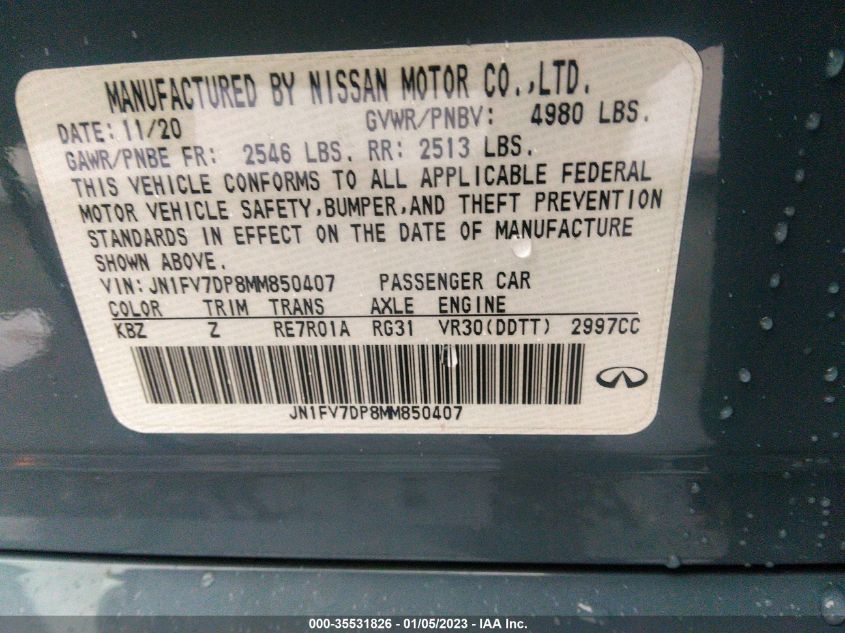 MANUFACTURED BY NISSAN MOTOR CO.,LTD.
DATE: 11/20 GVWR/PNBV: 4980 LBS.
GAWR/PNBE FR: 2546 LBS. RR: 2513 LBS.
THIS VEHICLE CONFORMS TO ALL APPLICABLE FEDERAL
MOTOR VEHICLE SAFETY,BUMPER,AND THEFT PREVENTION
STANDARDS IN EFFECT ON THE DATE OF MANUFACTURE
SHOWN ABOVE.
VIN: JN1FV7DP8MM850407 PASSENGER CAR
COLOR TRIM TRANS AXLE ENGINE
KBZ Z RE7R01A RG31 VR30(DDTT) 2997CC
JN1FV7DP8MM850407
000-35531826 - 01/05/2023 - © IAA Inc.